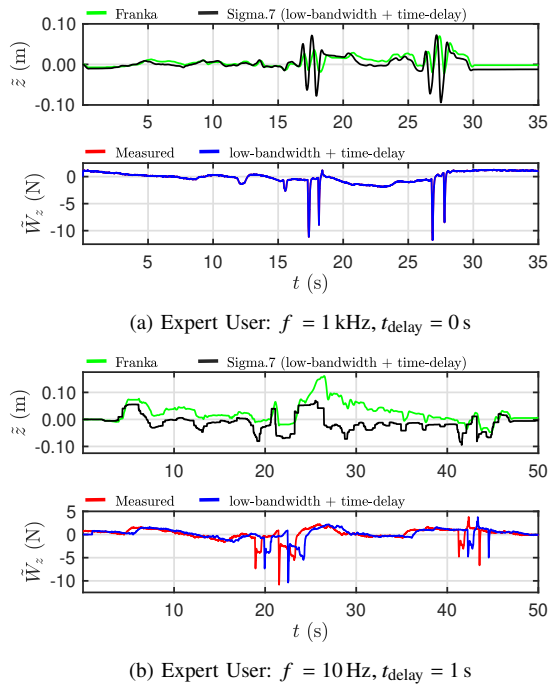 Franka Sigma.7 (low-bandwidth + time-delay)
0.10
0.00
-0.10
z̃ (m)
5 10 15 20 25 30 35
Measured low-bandwidth + time-delay
0
-5
-10
W̃z (N)
0 5 10 15 20 25 30 35
t (s)
(a) Expert User: f = 1 kHz, tdelay = 0 s
Franka Sigma.7 (low-bandwidth + time-delay)
0.10
0.00
-0.10
z̃ (m)
10 20 30 40 50
Measured low-bandwidth + time-delay
5
0
-5
-10
W̃z (N)
10 20 30 40 50
t (s)
(b) Expert User: f = 10 Hz, tdelay = 1 s